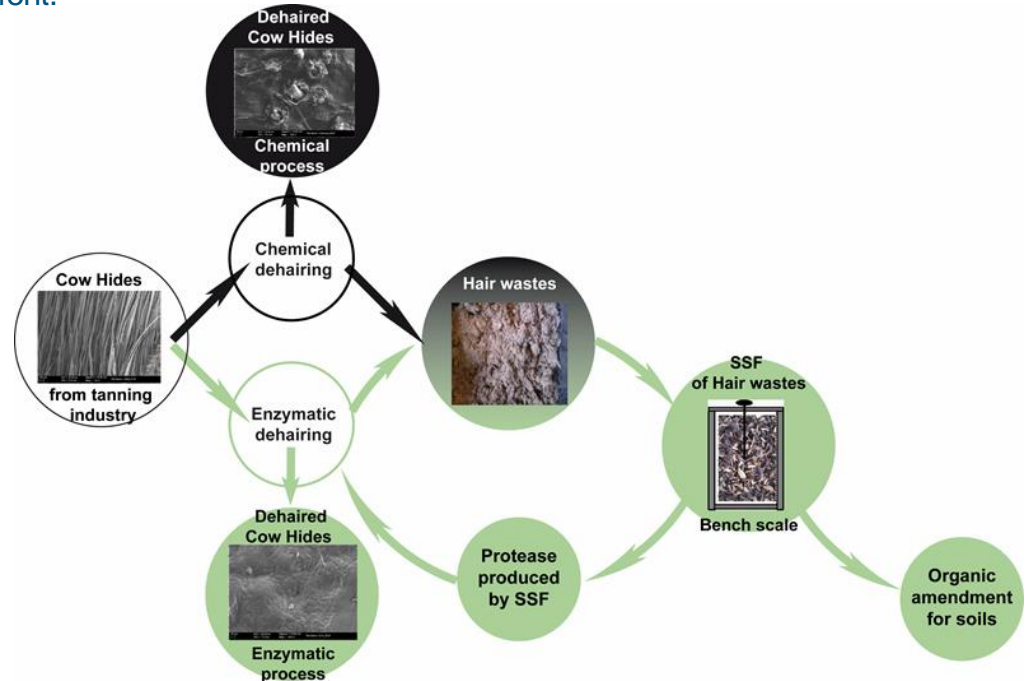 Dehaired
Cow Hides
Chemical
process
Chemical
dehairing
Cow Hides
from tanning
industry
Hair wastes
Enzymatic
dehairing
SSF
of Hair wastes
Bench scale
Dehaired
Cow Hides
Enzymatic
process
Protease
produced
by SSF
Organic
amendment
for soils